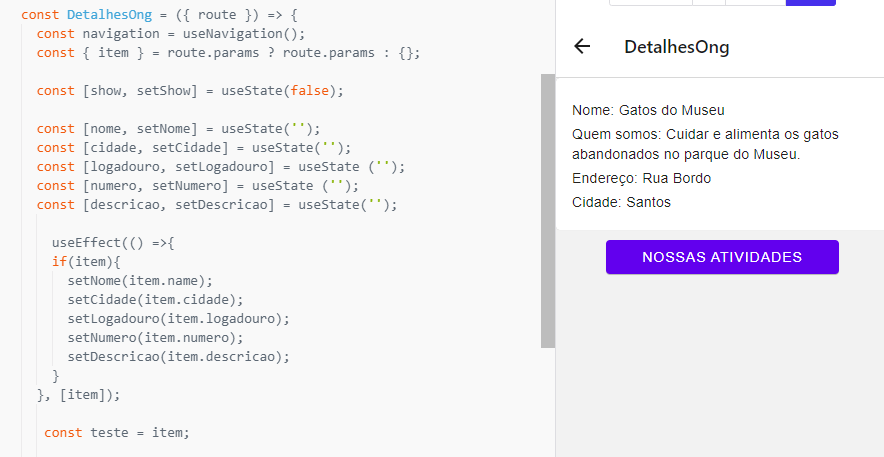 const DetalhesOng = ({ route }) => {
const navigation = useNavigation();
const { item } = route.params ? route.params : {};
const [show, setShow] = useState(false);
const [nome, setNome] = useState('');
const [cidade, setCidade] = useState('');
const [logadouro, setLogadouro] = useState ('');
const [numero, setNumero] = useState ('');
const [descricao, setDescricao] = useState('');
useEffect(() =>{
if(item){
setNome(item.name);
setCidade(item.cidade);
setLogadouro(item.logadouro);
setNumero(item.numero);
setDescricao(item.descricao);
}
}, [item]);
const teste = item;
DetalhesOng
Nome: Gatos do Museu
Quem somos: Cuidar e alimenta os gatos
abandonados no parque do Museu.
Endereço: Rua Bordo
Cidade: Santos
NOSSAS ATIVIDADES